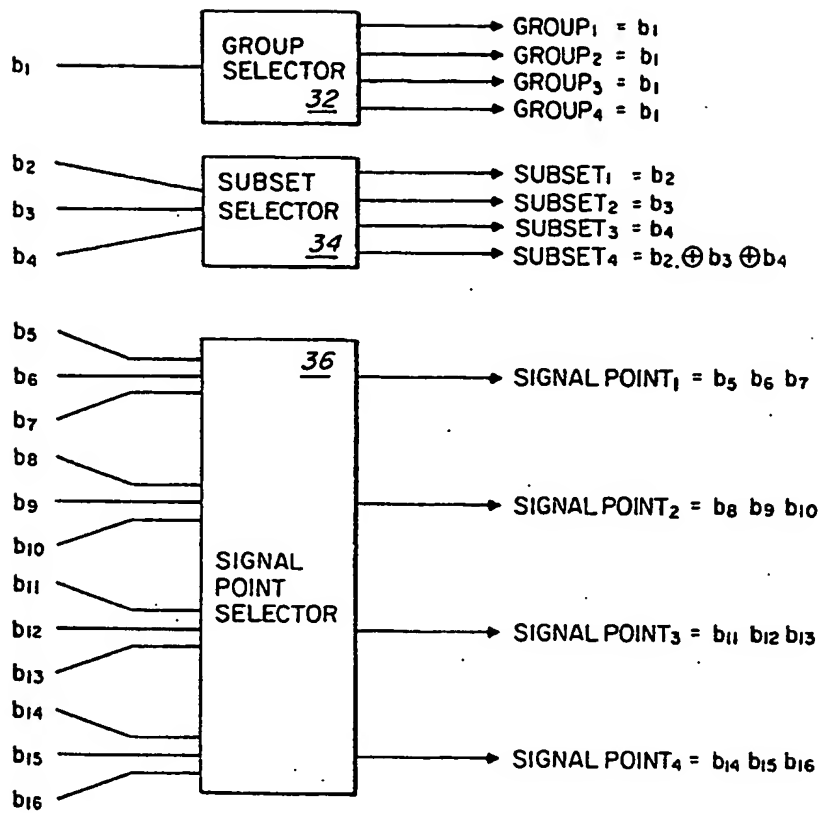 b₁
GROUP
SELECTOR
32
GROUP₁ = b₁
GROUP₂ = b₁
GROUP₃ = b₁
GROUP₄ = b₁
b₂
b₃
b₄
SUBSET
SELECTOR
34
SUBSET₁ = b₂
SUBSET₂ = b₃
SUBSET₃ = b₄
SUBSET₄ = b₂ ⊕ b₃ ⊕ b₄
b₅
b₆
b₇
b₈
b₉
b₁₀
b₁₁
b₁₂
b₁₃
b₁₄
b₁₅
b₁₆
36
SIGNAL
POINT
SELECTOR
SIGNAL POINT₁ = b₅ b₆ b₇
SIGNAL POINT₂ = b₈ b₉ b₁₀
SIGNAL POINT₃ = b₁₁ b₁₂ b₁₃
SIGNAL POINT₄ = b₁₄ b₁₅ b₁₆